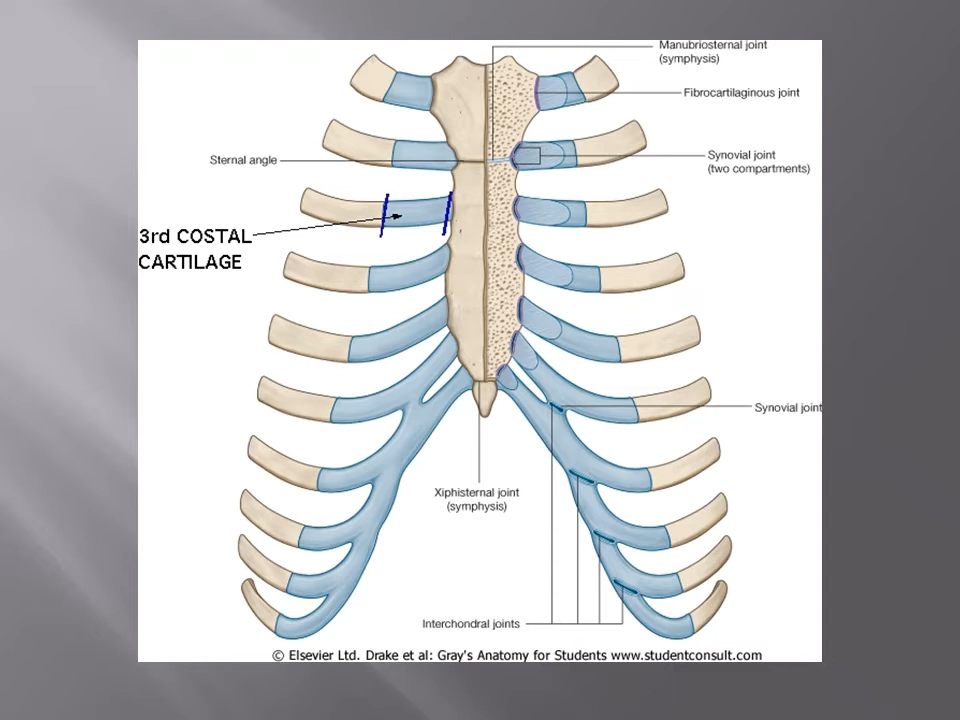 Manubriosternal joint
(symphysis)
Fibrocartilaginous joint
Sternal angle
Synovial joint
(two compartments)
3rd COSTAL
CARTILAGE
Synovial joint
Xiphisternal joint
(symphysis)
Interchondral joints
© Elsevier Ltd. Drake et al: Gray's Anatomy for Students www.studentconsult.com